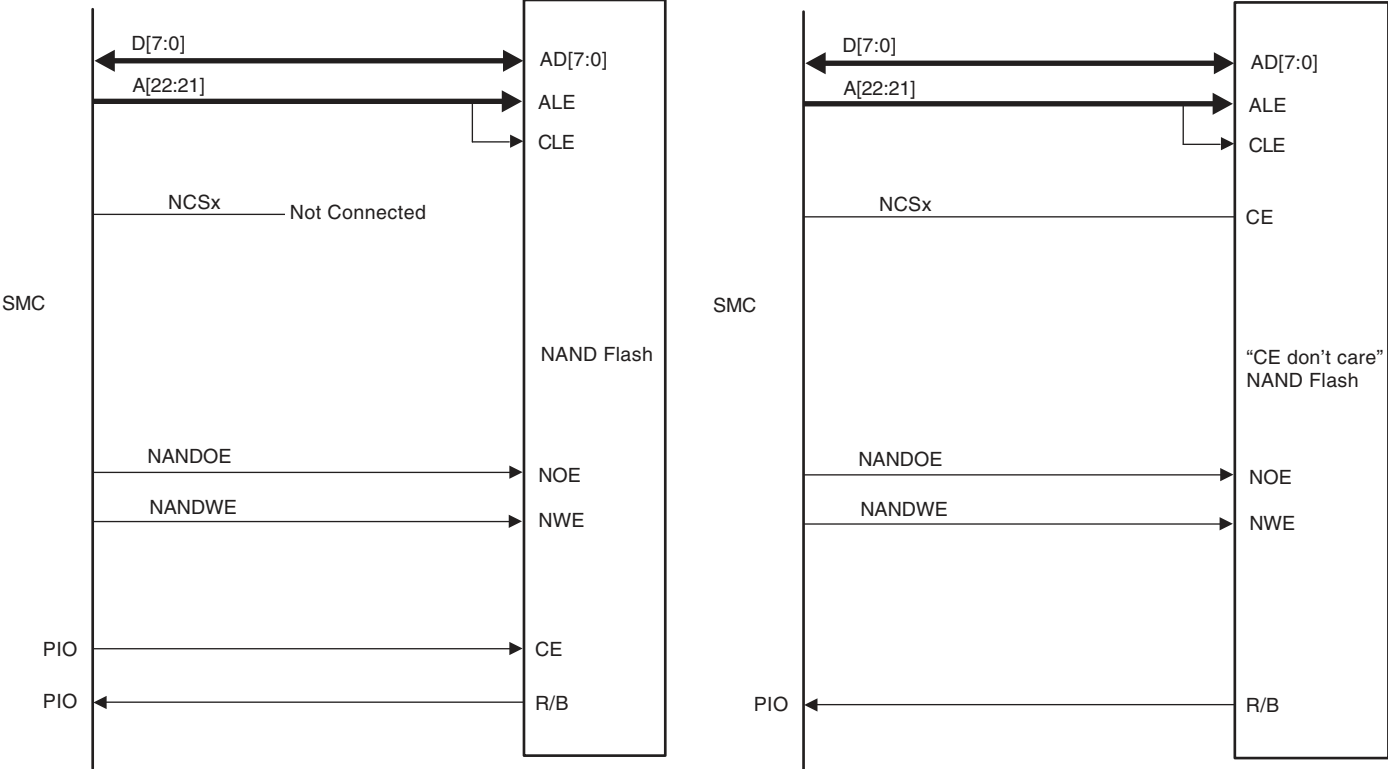 D[7:0]
AD[7:0]
A[22:21]
ALE
CLE
NCSx
Not Connected
SMC
NAND Flash
NANDOE
NOE
NANDWE
NWE
PIO
CE
PIO
R/B
D[7:0]
AD[7:0]
A[22:21]
ALE
CLE
NCSx
CE
SMC
“CE don’t care”
NAND Flash
NANDOE
NOE
NANDWE
NWE
PIO
R/B